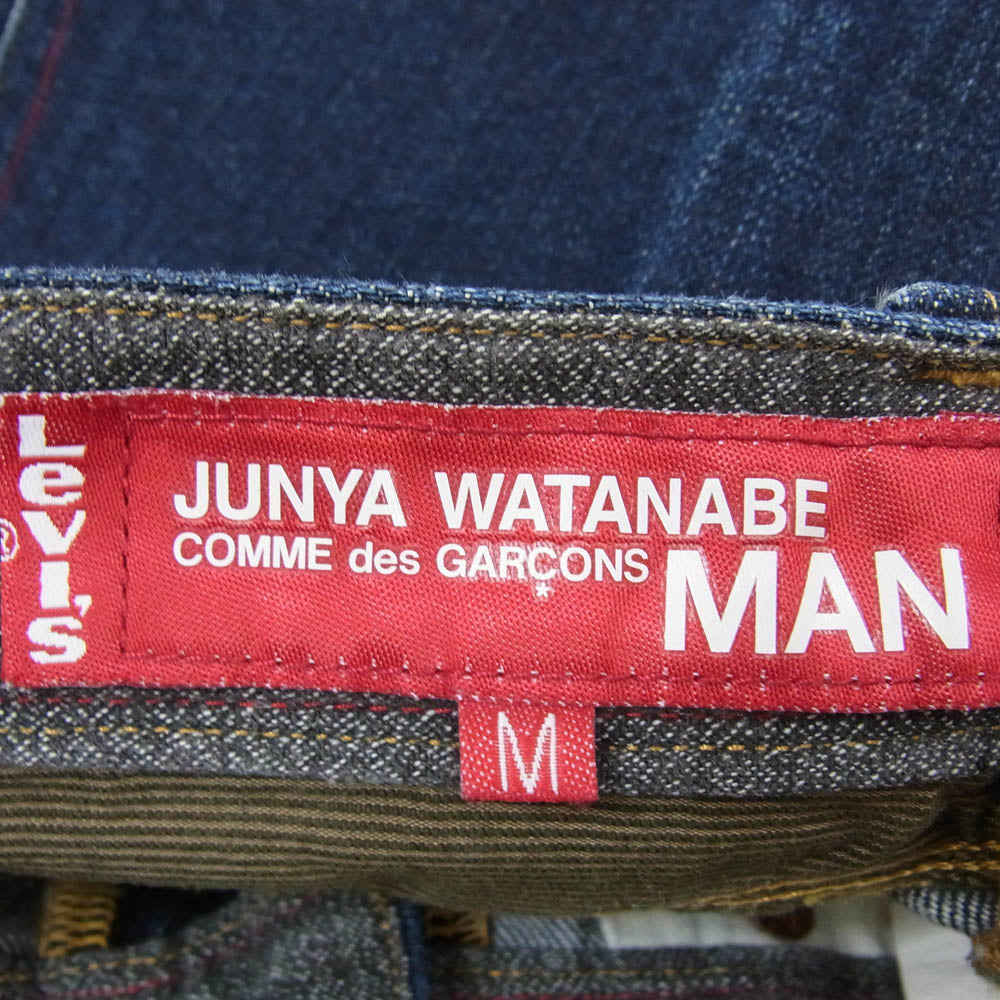 Levi's
®
JUNYA WATANABE
COMME des GARÇONS
MAN
M